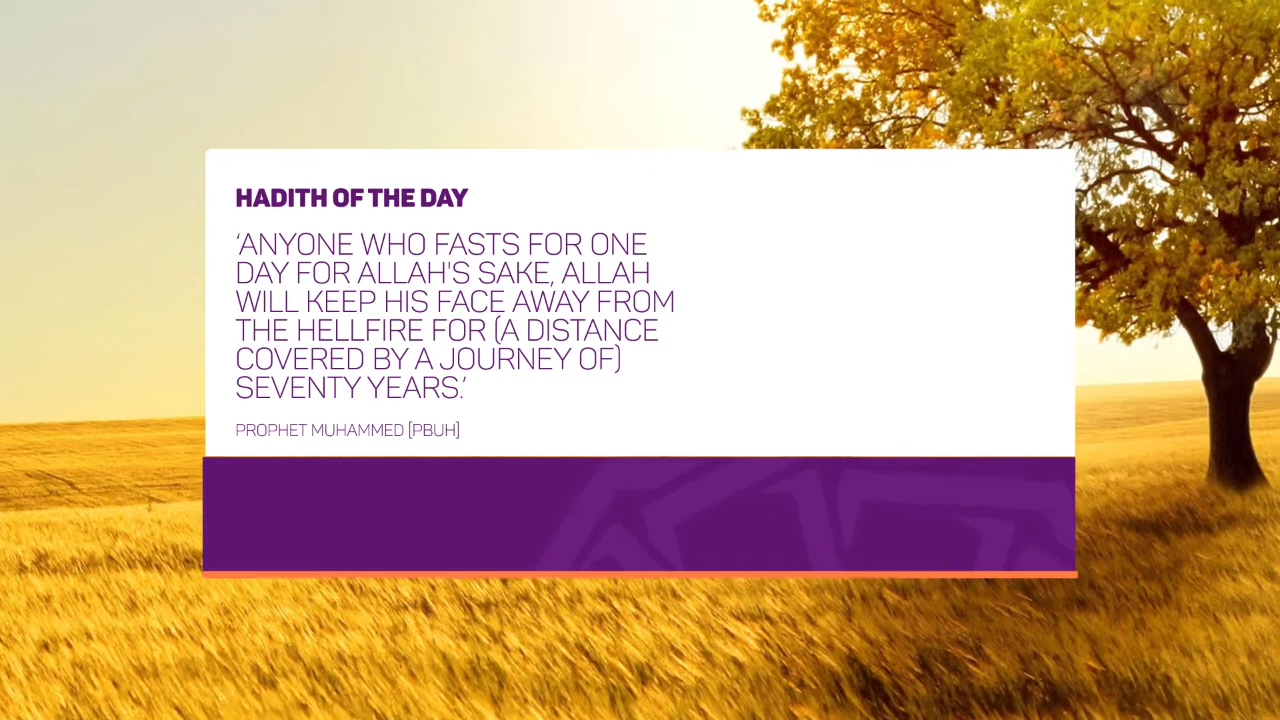 HADITH OF THE DAY
‘ANYONE WHO FASTS FOR ONE
DAY FOR ALLAH'S SAKE, ALLAH
WILL KEEP HIS FACE AWAY FROM
THE HELLFIRE FOR (A DISTANCE
COVERED BY A JOURNEY OF)
SEVENTY YEARS.’
PROPHET MUHAMMED [PBUH]